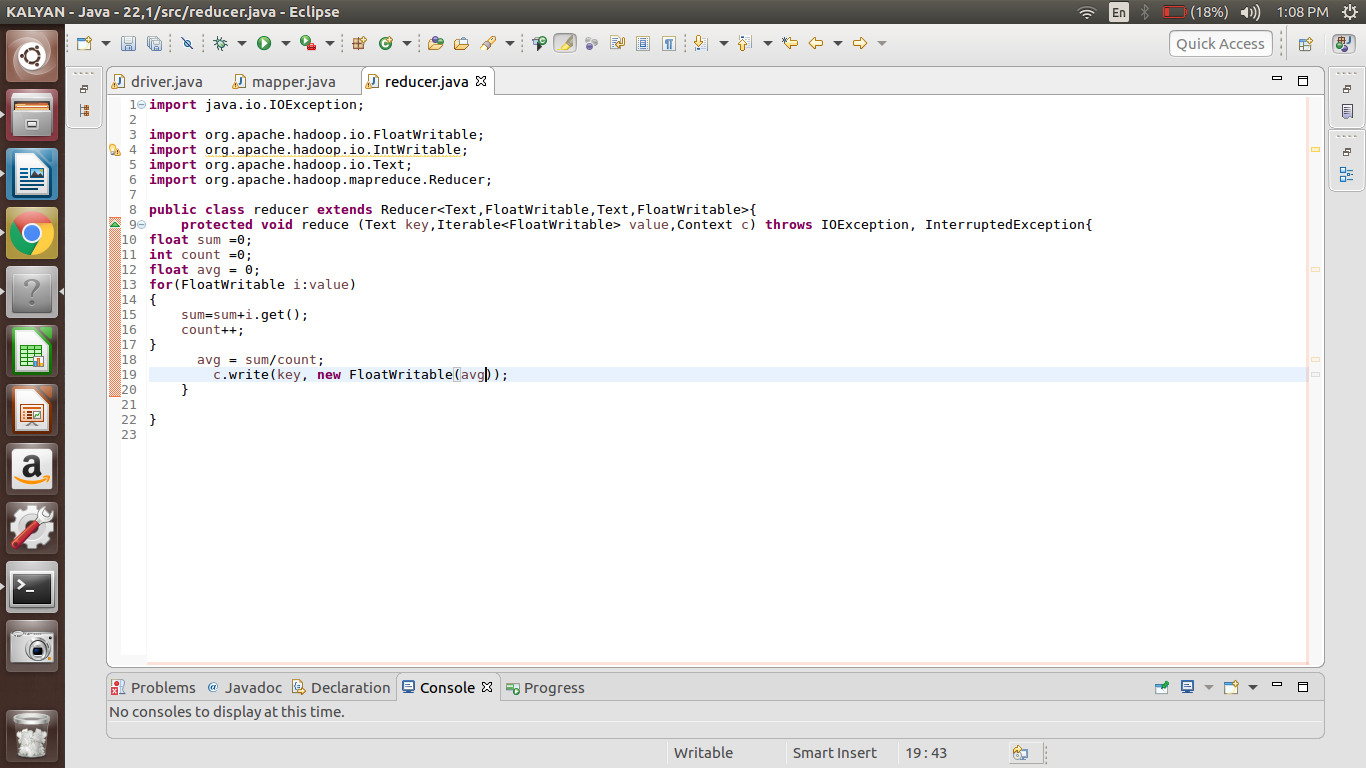 KALYAN - Java - 22,1/src/reducer.java - Eclipse
En
(18%)
1:08 PM
Quick Access
driver.java
mapper.java
reducer.java
1 import java.io.IOException;
2
3 import org.apache.hadoop.io.FloatWritable;
4 import org.apache.hadoop.io.IntWritable;
5 import org.apache.hadoop.io.Text;
6 import org.apache.hadoop.mapreduce.Reducer;
7
8 public class reducer extends Reducer<Text,FloatWritable,Text,FloatWritable>{
9     protected void reduce (Text key,Iterable<FloatWritable> value,Context c) throws IOException, InterruptedException{
10 float sum =0;
11 int count =0;
12 float avg = 0;
13 for(FloatWritable i:value)
14 {
15     sum=sum+i.get();
16     count++;
17 }
18       avg = sum/count;
19         c.write(key, new FloatWritable(avg));
20     }
21
22 }
23
Problems
@ Javadoc
Declaration
Console
Progress
No consoles to display at this time.
Writable
Smart Insert
19 : 43